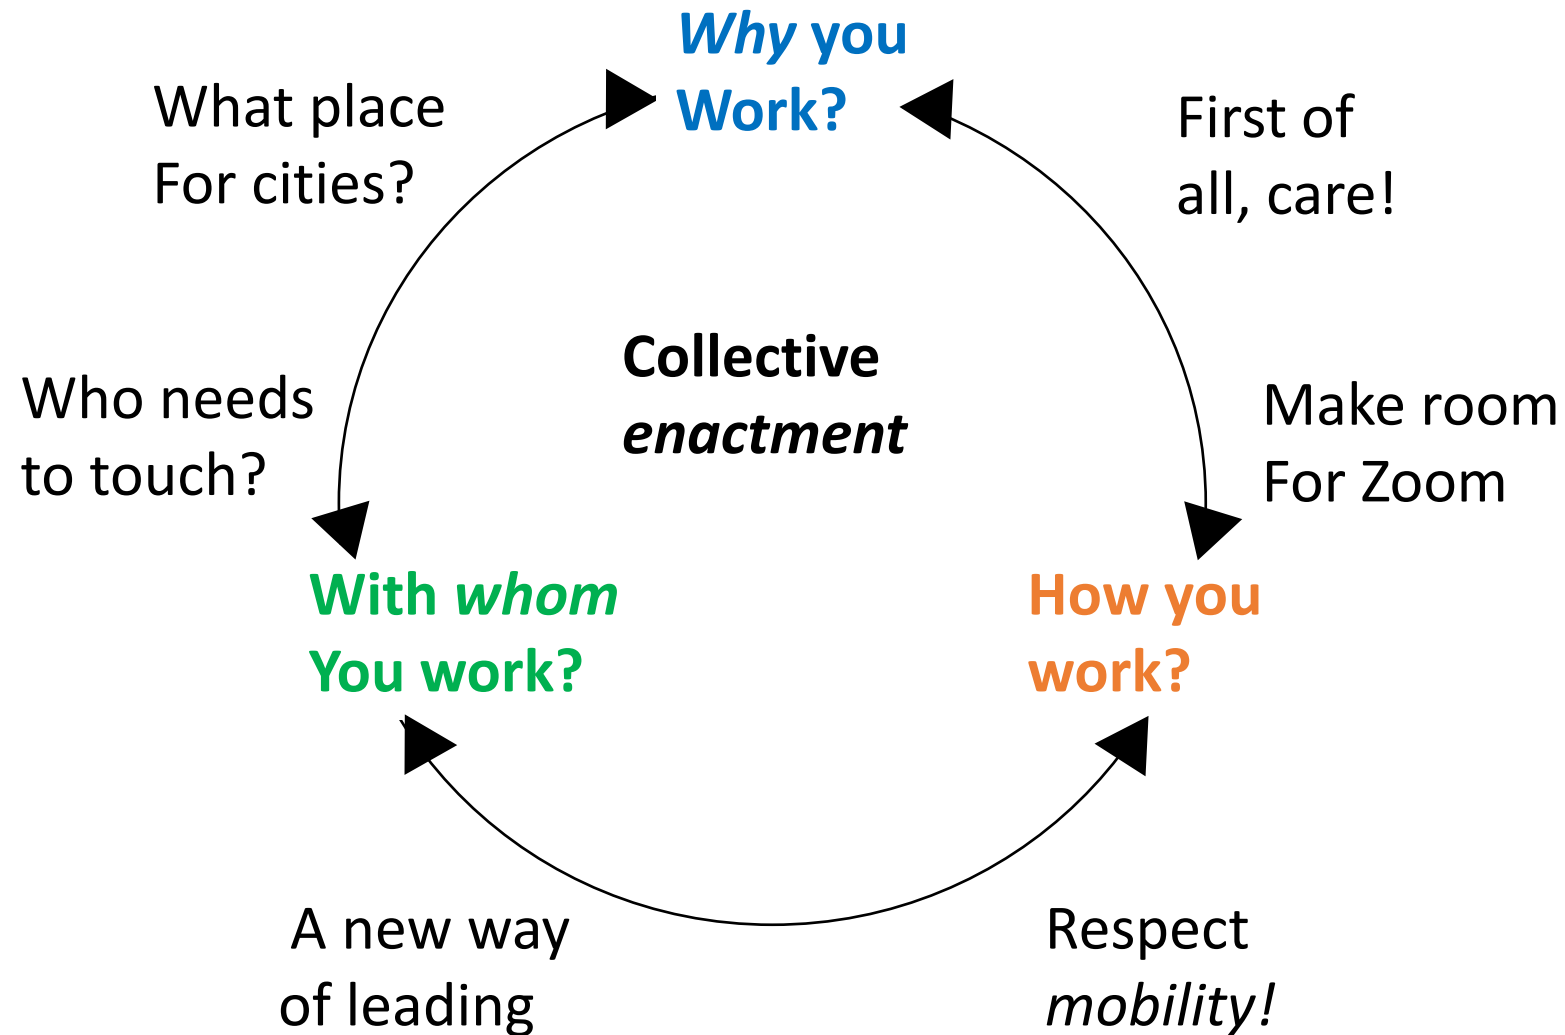 Why you
Work?
What place
For cities?
First of
all, care!
Collective
enactment
Who needs
to touch?
Make room
For Zoom
With whom
You work?
How you
work?
A new way
of leading
Respect
mobility!